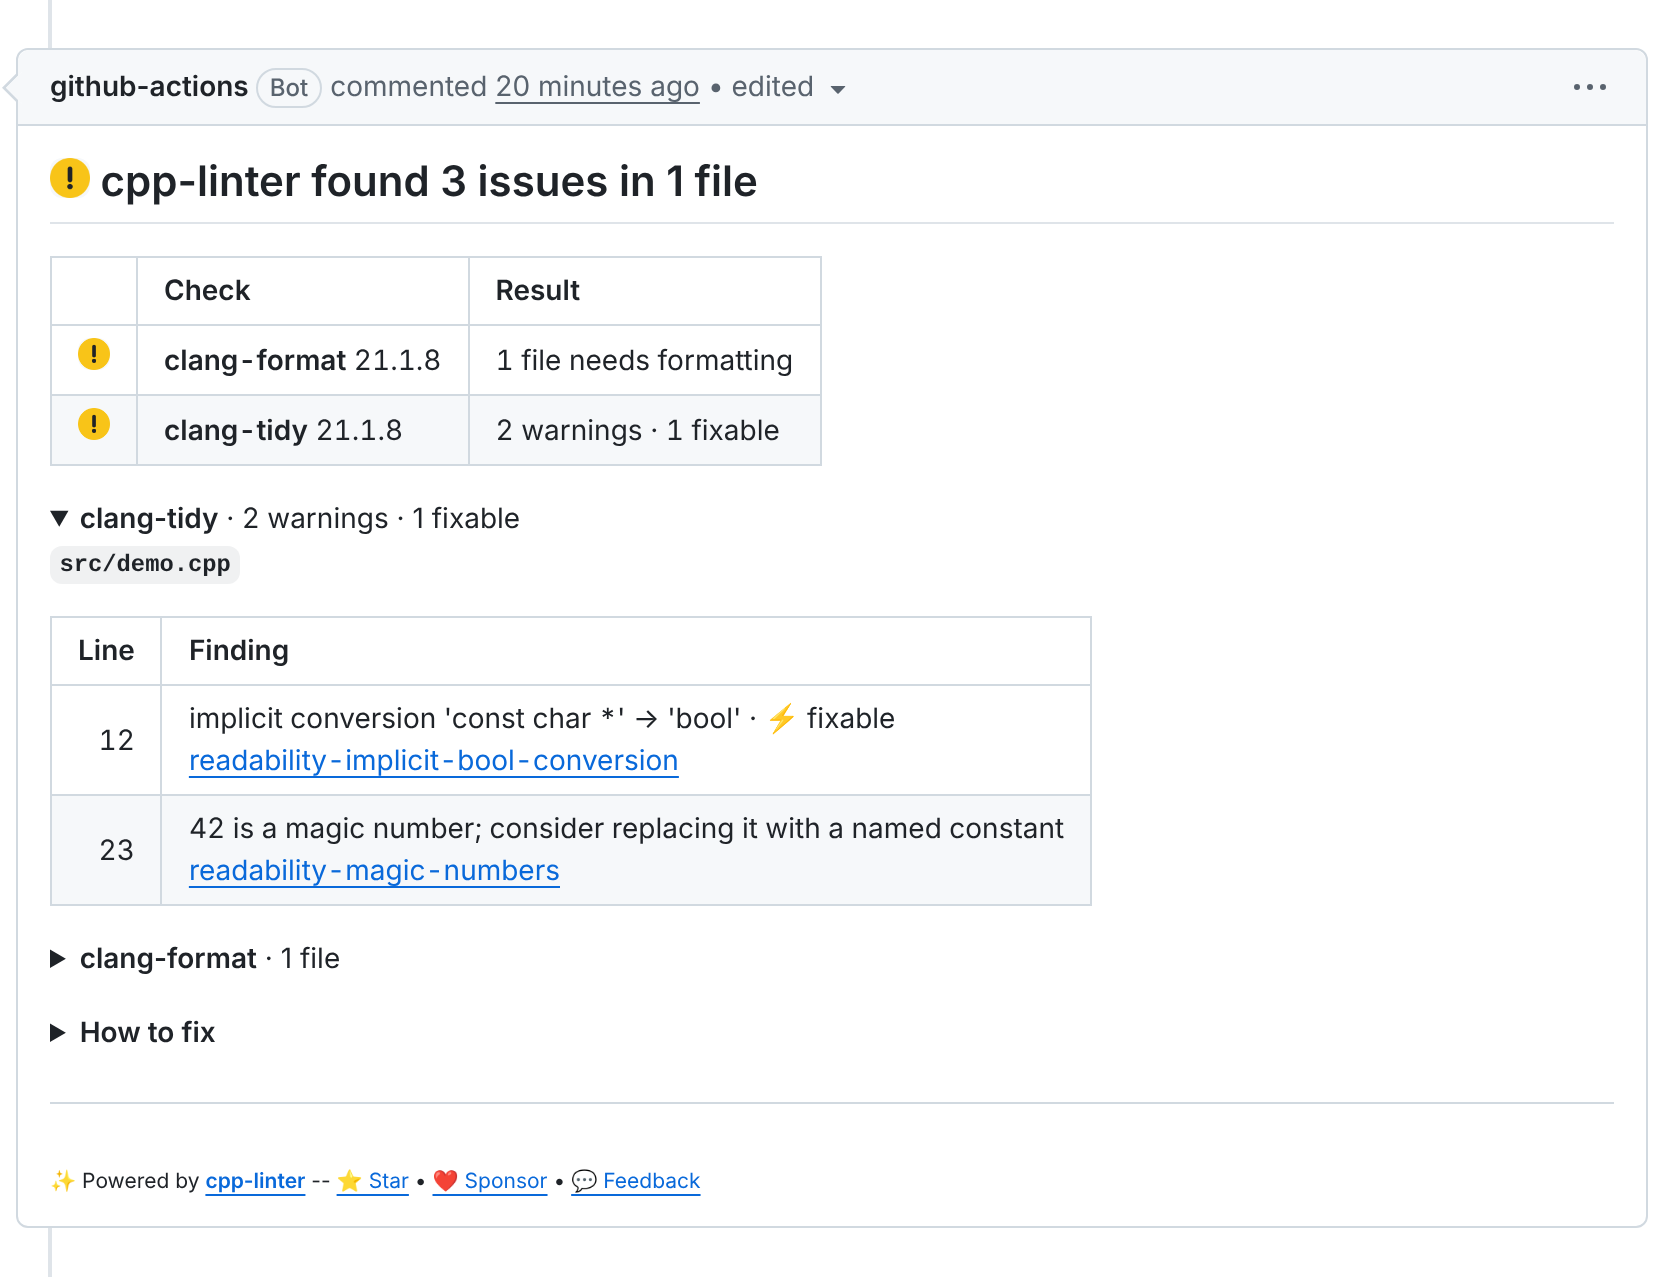 github-actions Bot commented 20 minutes ago • edited
! cpp-linter found 3 issues in 1 file
Check Result
! clang-format 21.1.8 1 file needs formatting
! clang-tidy 21.1.8 2 warnings · 1 fixable
▼ clang-tidy · 2 warnings · 1 fixable
src/demo.cpp
Line Finding
12 implicit conversion 'const char *' → 'bool' · ⚡ fixable
readability-implicit-bool-conversion
23 42 is a magic number; consider replacing it with a named constant
readability-magic-numbers
▶ clang-format · 1 file
▶ How to fix
✨ Powered by cpp-linter -- ⭐ Star • ❤️ Sponsor • 💬 Feedback